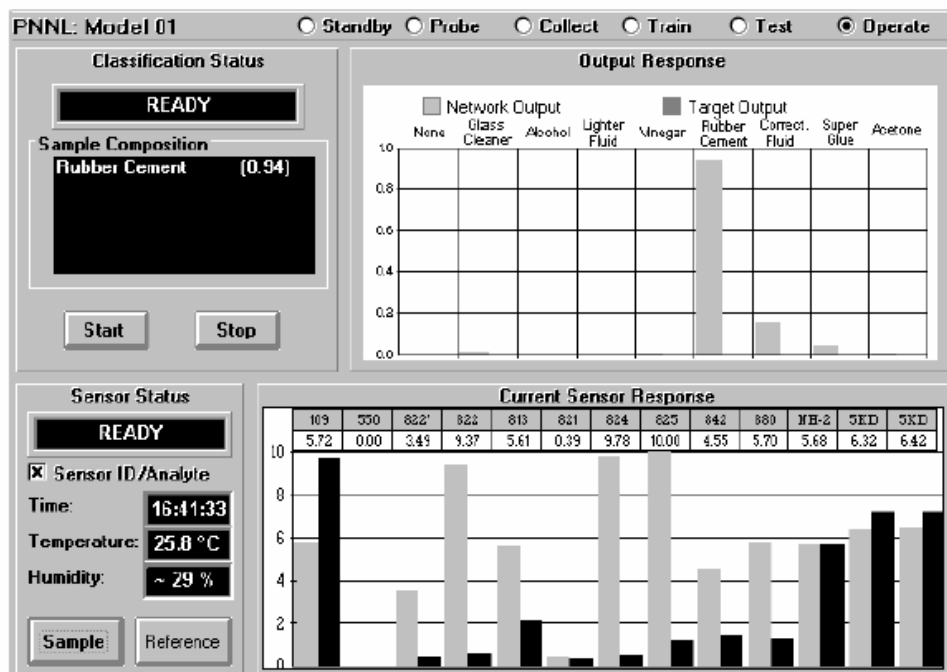 PNNL: Model 01 Standby Probe Collect Train Test Operate
Classification Status
READY
Sample Composition
Rubber Cement (0.94)
Start Stop
Output Response
Network Output Target Output
None Glass Cleaner Alcohol Lighter Fluid Vinegar Rubber Cement Correct. Fluid Super Glue Acetone
1.0
0.8
0.6
0.4
0.2
0.0
Sensor Status
READY
Sensor ID/Analyte
Time: 16:41:33
Temperature: 25.8 °C
Humidity: ~ 29 %
Sample Reference
Current Sensor Response
109 550 822' 822 813 821 824 825 842 880 NH-2 5KD 5XD
5.72 0.00 3.49 9.37 5.61 0.39 9.78 10.00 4.55 5.70 5.68 6.32 6.42
10
8
6
4
2
0